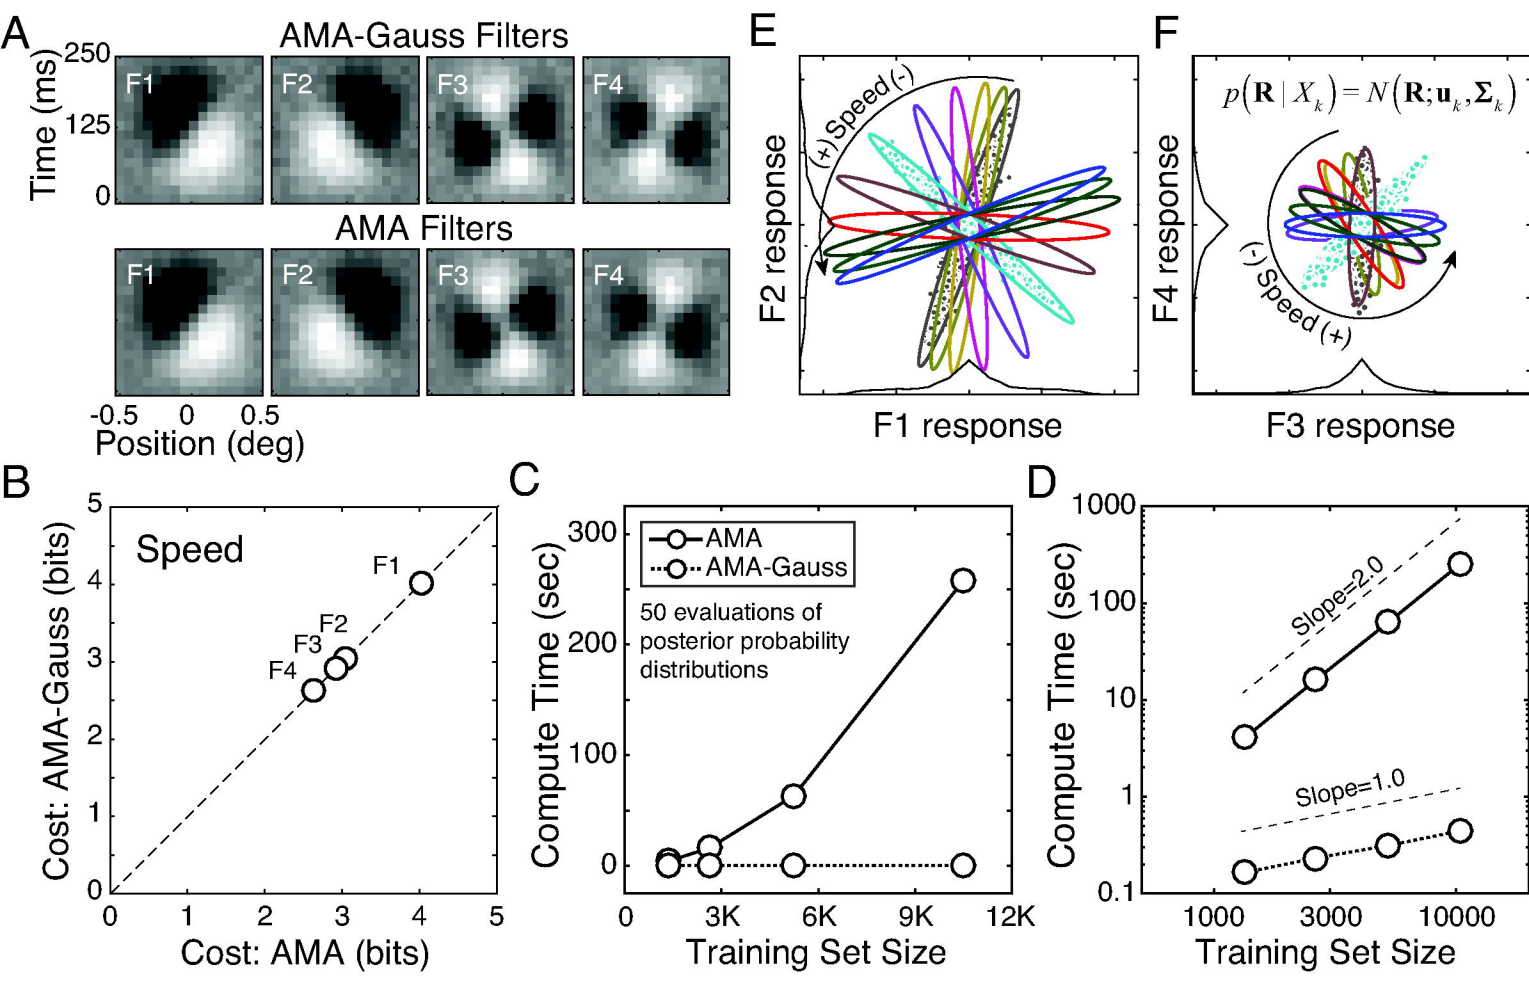 A
AMA-Gauss Filters
250
125
0
Time (ms)
F1
F2
F3
F4
AMA Filters
F1
F2
F3
F4
-0.5
0
0.5
Position (deg)
E
(+) Speed (-)
F2 response
F1 response
F
p(R | X_k) = N(R; u_k, Σ_k)
(-) Speed (+)
F4 response
F3 response
B
Speed
F1
F2
F3
F4
5
4
3
2
1
0
0
1
2
3
4
5
Cost: AMA-Gauss (bits)
Cost: AMA (bits)
C
AMA
AMA-Gauss
50 evaluations of
posterior probability
distributions
300
200
100
0
0
3K
6K
9K
12K
Compute Time (sec)
Training Set Size
D
1000
100
10
1
0.1
Slope=2.0
Slope=1.0
1000
3000
10000
Compute Time (sec)
Training Set Size